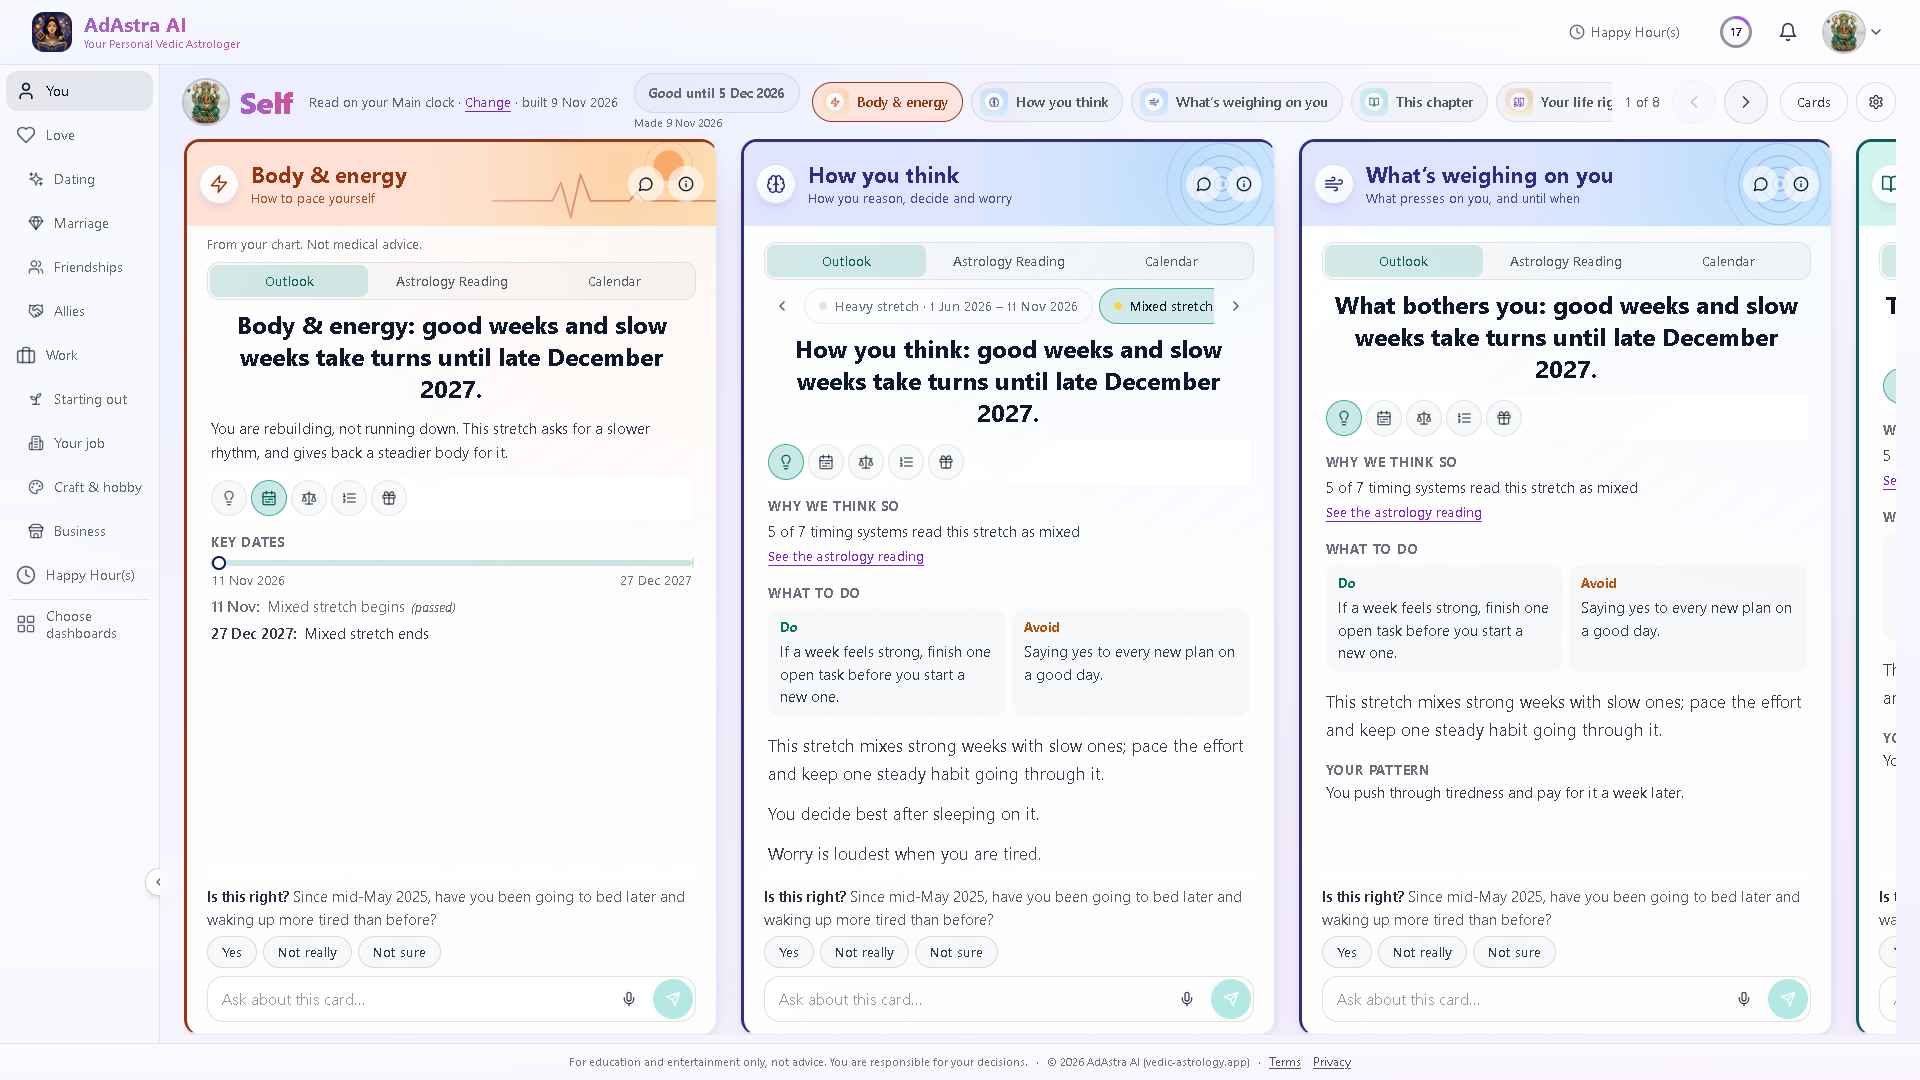 AdAstra AI
Your Personal Vedic Astrologer
Happy Hour(s)
17
You
Love
Dating
Marriage
Friendships
Allies
Work
Starting out
Your job
Craft & hobby
Business
Happy Hour(s)
Choose
dashboards
Self
Read on your Main clock · Change · built 9 Nov 2026
Good until 5 Dec 2026
Made 9 Nov 2026
Body & energy
How you think
What's weighing on you
This chapter
Your life rig
1 of 8
Cards
Body & energy
How to pace yourself
From your chart. Not medical advice.
Outlook
Astrology Reading
Calendar
Body & energy: good weeks and slow
weeks take turns until late December
2027.
You are rebuilding, not running down. This stretch asks for a slower
rhythm, and gives back a steadier body for it.
KEY DATES
11 Nov 2026
27 Dec 2027
11 Nov: Mixed stretch begins (passed)
27 Dec 2027: Mixed stretch ends
Is this right? Since mid-May 2025, have you been going to bed later and
waking up more tired than before?
Yes
Not really
Not sure
Ask about this card...
How you think
How you reason, decide and worry
Outlook
Astrology Reading
Calendar
Heavy stretch · 1 Jun 2026 – 11 Nov 2026
Mixed stretch
How you think: good weeks and slow
weeks take turns until late December
2027.
WHY WE THINK SO
5 of 7 timing systems read this stretch as mixed
See the astrology reading
WHAT TO DO
Do
If a week feels strong, finish one
open task before you start a
new one.
Avoid
Saying yes to every new plan on
a good day.
This stretch mixes strong weeks with slow ones; pace the effort
and keep one steady habit going through it.
You decide best after sleeping on it.
Worry is loudest when you are tired.
Is this right? Since mid-May 2025, have you been going to bed later and
waking up more tired than before?
Yes
Not really
Not sure
Ask about this card...
What's weighing on you
What presses on you, and until when
Outlook
Astrology Reading
Calendar
What bothers you: good weeks and slow
weeks take turns until late December
2027.
WHY WE THINK SO
5 of 7 timing systems read this stretch as mixed
See the astrology reading
WHAT TO DO
Do
If a week feels strong, finish one
open task before you start a
new one.
Avoid
Saying yes to every new plan on
a good day.
This stretch mixes strong weeks with slow ones; pace the effort
and keep one steady habit going through it.
YOUR PATTERN
You push through tiredness and pay for it a week later.
Is this right? Since mid-May 2025, have you been going to bed later and
waking up more tired than before?
Yes
Not really
Not sure
Ask about this card...
For education and entertainment only, not advice. You are responsible for your decisions. · © 2026 AdAstra AI (vedic-astrology.app) · Terms Privacy